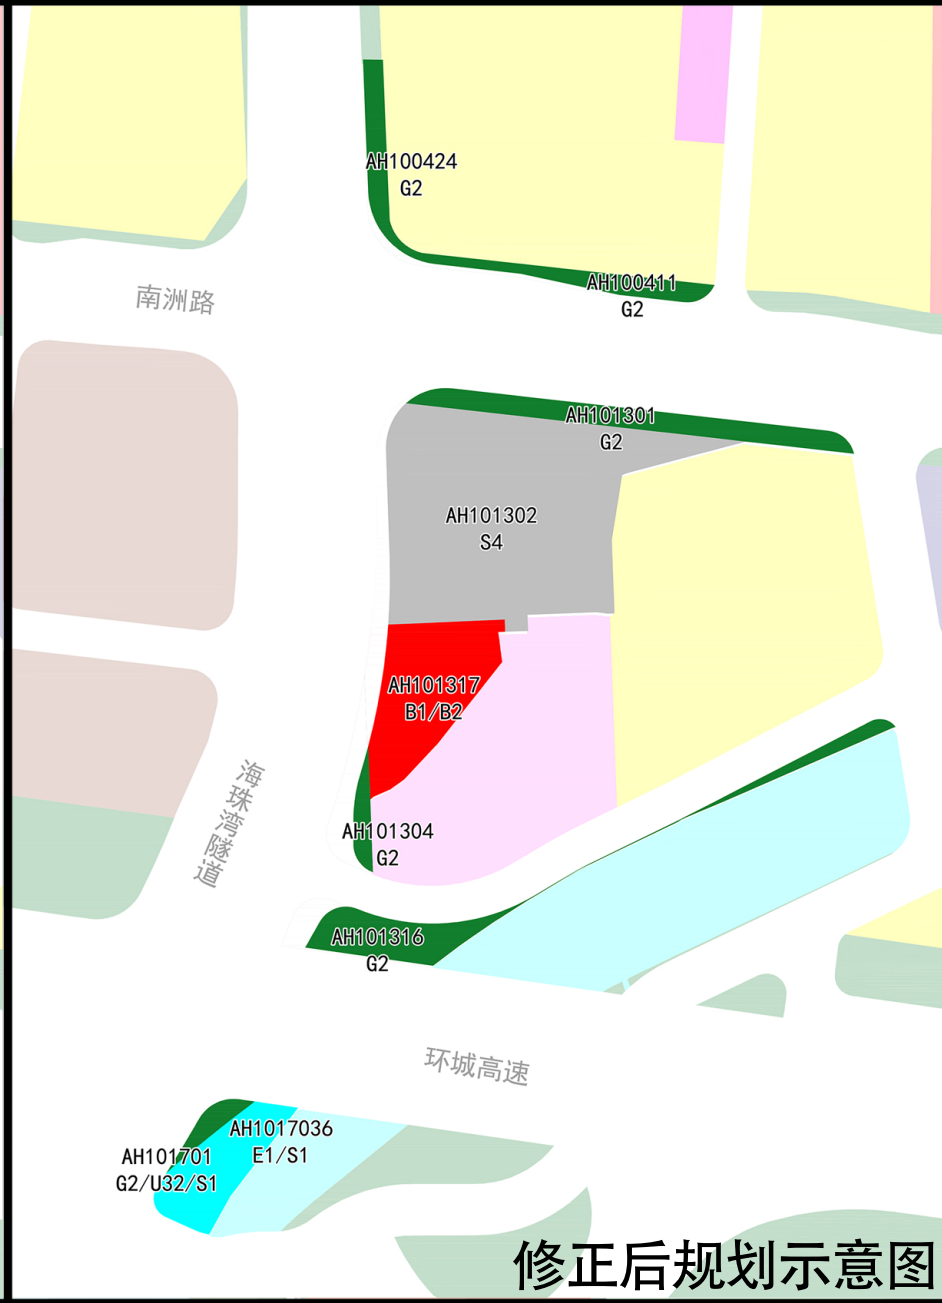 AH100424
G2
AH100411
G2
南洲路
AH101301
G2
AH101302
S4
AH101317
B1/B2
海珠湾隧道
AH101304
G2
AH101316
G2
环城高速
AH1017036
E1/S1
AH101701
G2/U32/S1
修正后规划示意图